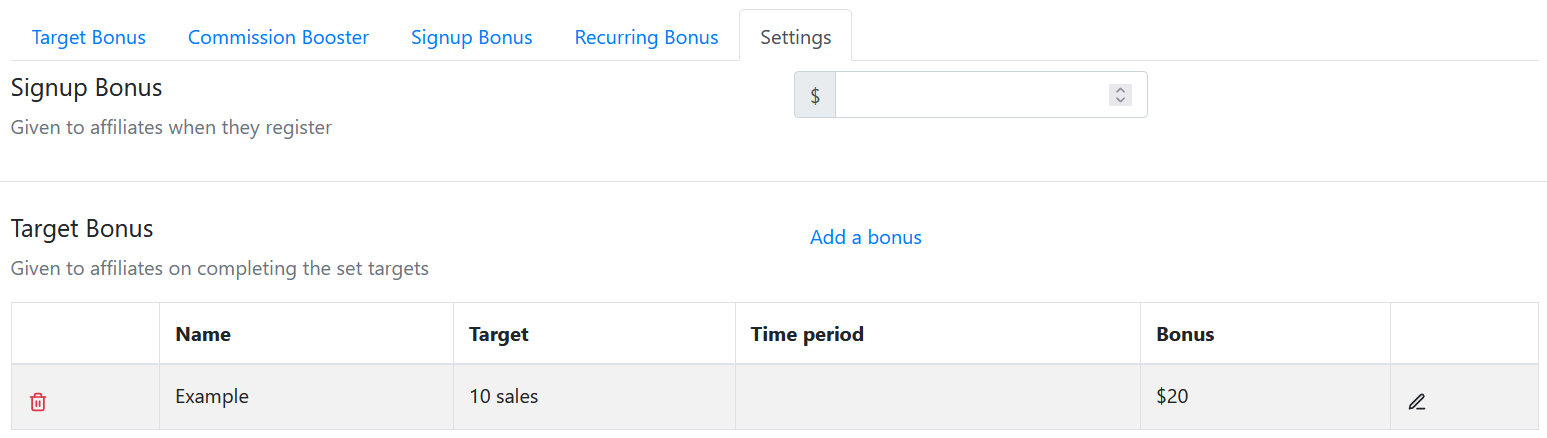 Target Bonus Commission Booster Signup Bonus Recurring Bonus Settings
Signup Bonus
$
Given to affiliates when they register
Target Bonus
Add a bonus
Given to affiliates on completing the set targets
Name Target Time period Bonus
Example 10 sales $20